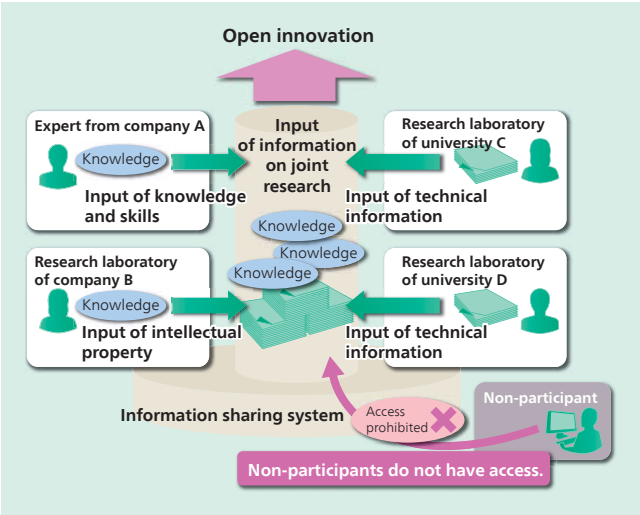 Open innovation
Expert from company A
Knowledge
Input of knowledge
and skills
Input
of information
on joint
research
Research laboratory
of university C
Input of technical
information
Knowledge
Knowledge
Knowledge
Research laboratory
of company B
Knowledge
Input of intellectual
property
Research laboratory
of university D
Input of technical
information
Information sharing system
Access
prohibited
Non-participant
Non-participants do not have access.